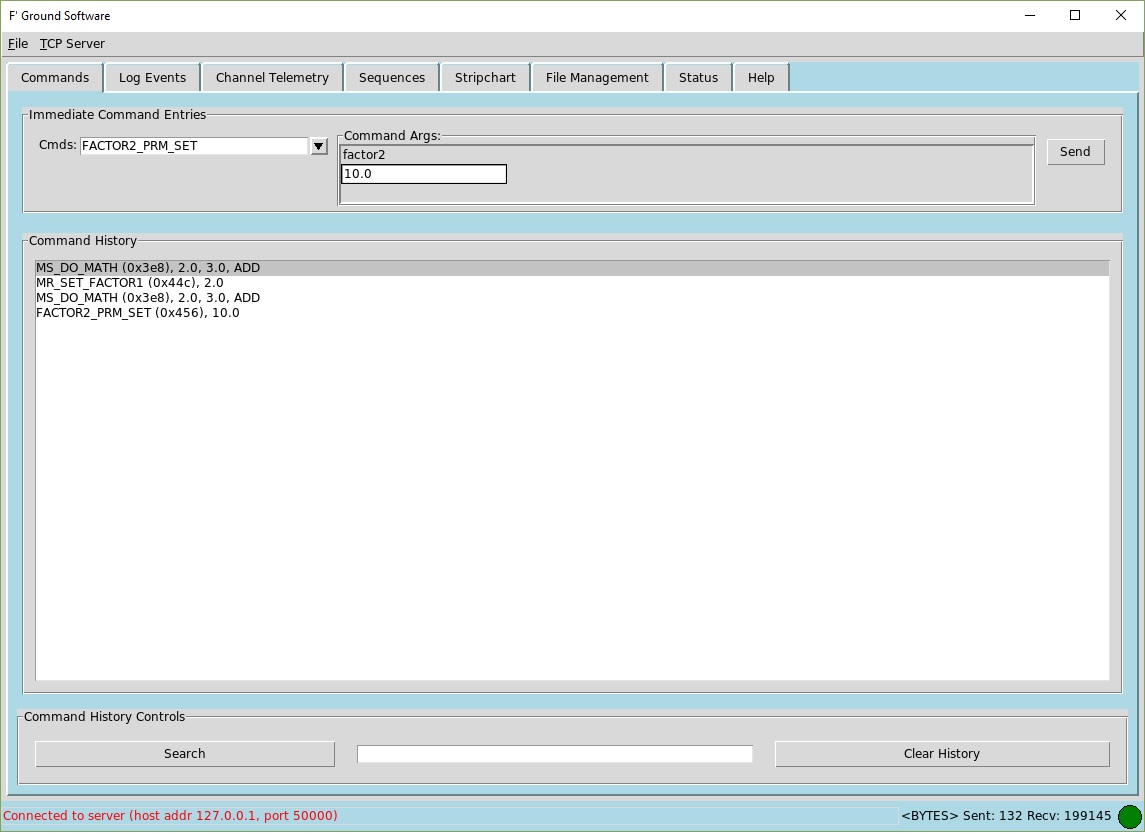 F' Ground Software
File TCP Server
Commands Log Events Channel Telemetry Sequences Stripchart File Management Status Help
Immediate Command Entries
Cmds: FACTOR2_PRM_SET
Command Args:
factor2
10.0
Send
Command History
MS_DO_MATH (0x3e8), 2.0, 3.0, ADD
MR_SET_FACTOR1 (0x44c), 2.0
MS_DO_MATH (0x3e8), 2.0, 3.0, ADD
FACTOR2_PRM_SET (0x456), 10.0
Command History Controls
Search Clear History
Connected to server (host addr 127.0.0.1, port 50000) <BYTES> Sent: 132 Recv: 199145